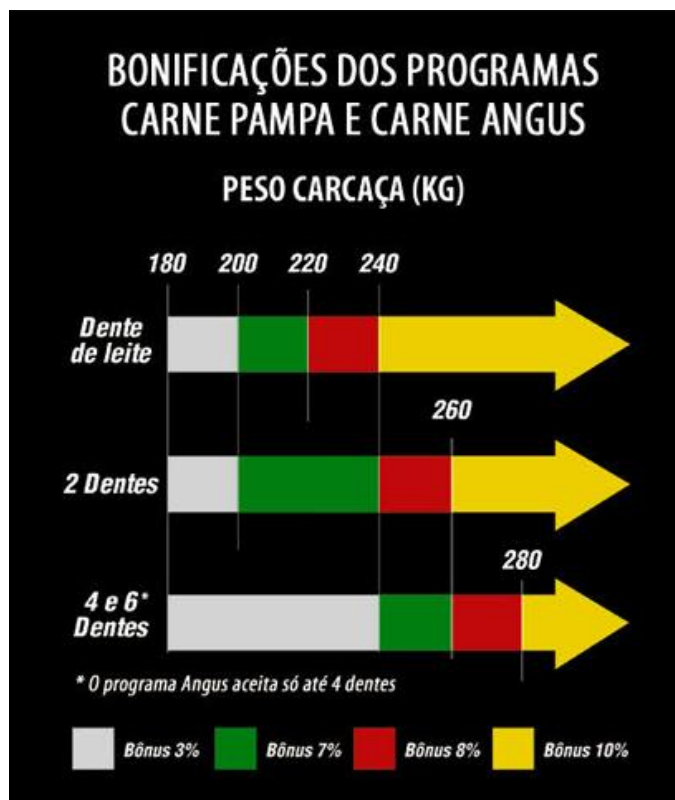 BONIFICAÇÕES DOS PROGRAMAS
CARNE PAMPA E CARNE ANGUS
PESO CARCAÇA (KG)
180 200 220 240
Dente
de leite
260
2 Dentes
280
4 e 6*
Dentes
* O programa Angus aceita só até 4 dentes
Bônus 3% Bônus 7% Bônus 8% Bônus 10%